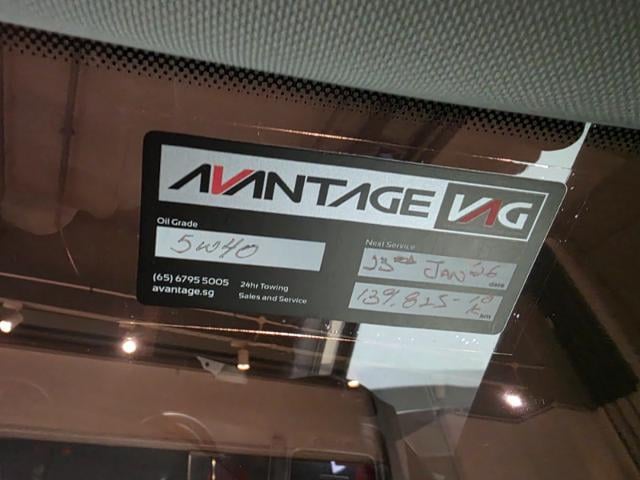 AVANTAGE VAG
Oil Grade
5W40
Next Service
JAN '26
date
139,825-
km
(65) 6795 5005
avantage.sg
24hr Towing
Sales and Service